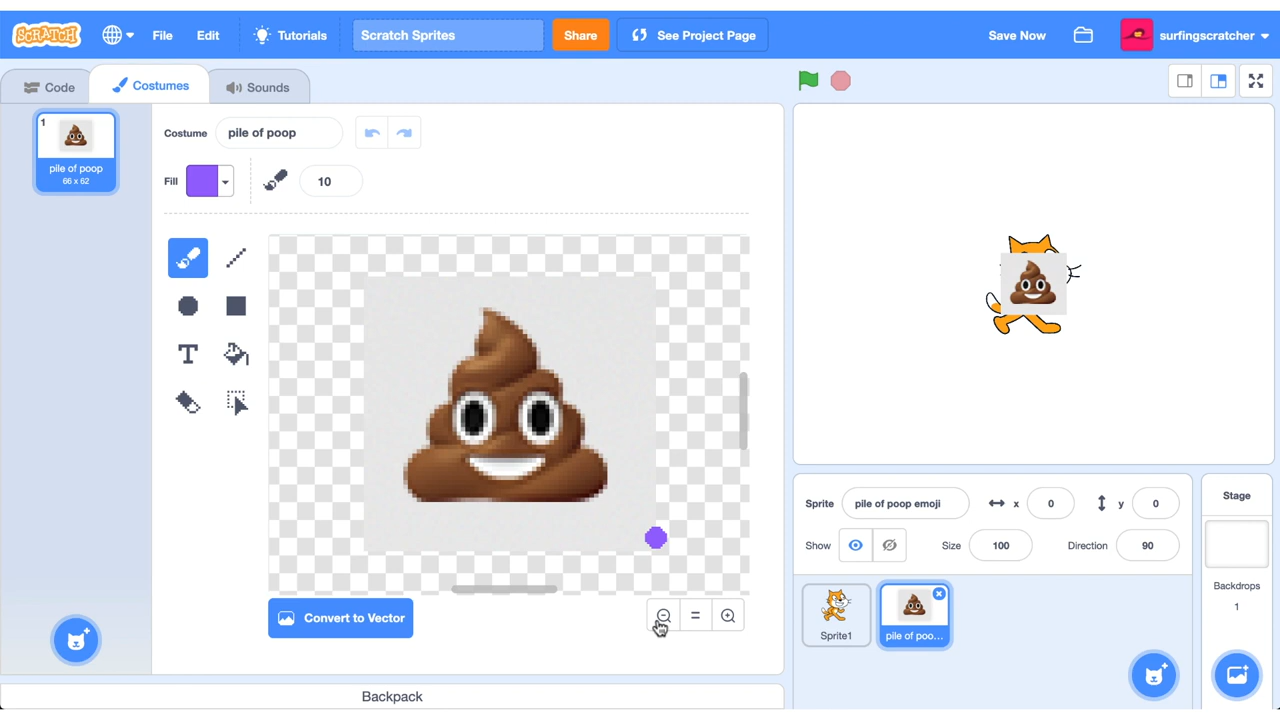 SCRATCH File Edit Tutorials Scratch Sprites Share See Project Page Save Now surfingscratcher
Code Costumes Sounds
1
pile of poop
66 x 62
Costume pile of poop
Fill 10
T
Convert to Vector
Backpack
Sprite pile of poop emoji x 0 y 0
Show Size 100 Direction 90
Sprite1
pile of poo...
Stage
Backdrops
1